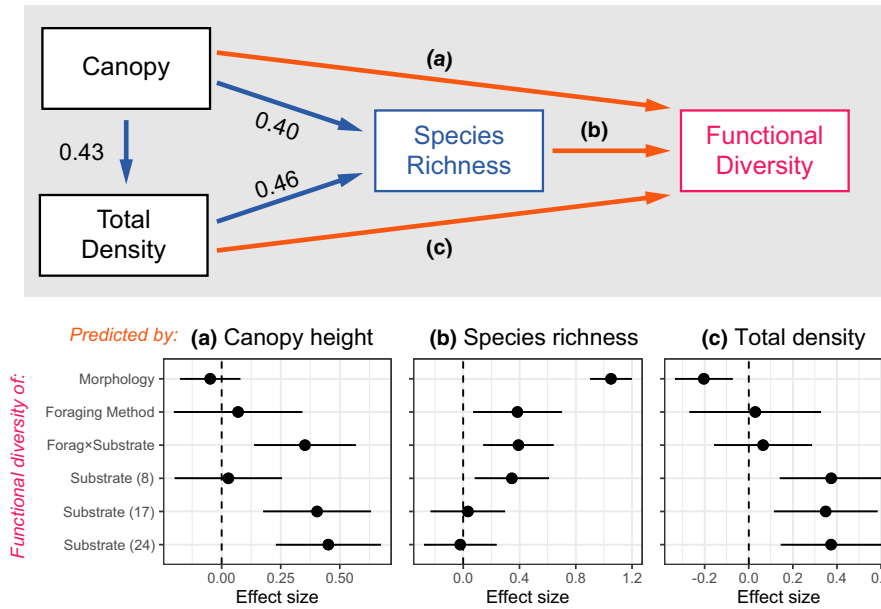 Canopy
(a)
0.40
0.43
Species
Richness
(b)
Functional
Diversity
0.46
Total
Density
(c)
Predicted by: (a) Canopy height (b) Species richness (c) Total density
Functional diversity of:
Morphology
Foraging Method
Forag×Substrate
Substrate (8)
Substrate (17)
Substrate (24)
0.00 0.25 0.50
0.0 0.4 0.8 1.2
-0.2 0.0 0.2 0.4 0.6
Effect size Effect size Effect size